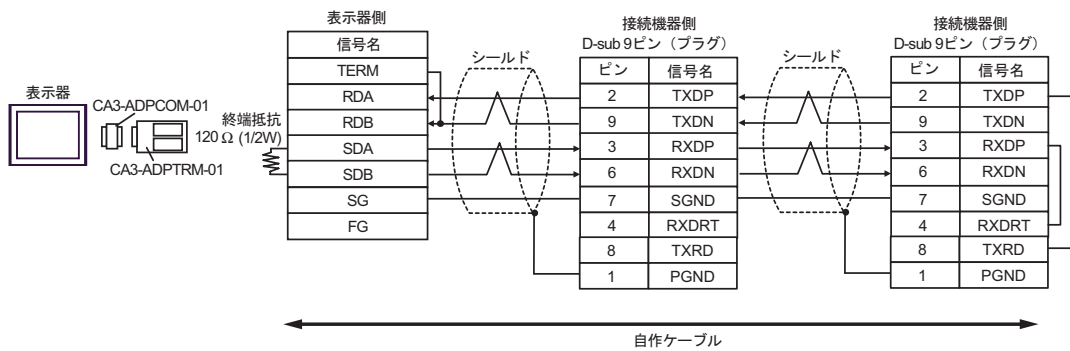 表示器
CA3-ADPCOM-01
CA3-ADPTRM-01
終端抵抗
120 Ω (1/2W)
表示器側
信号名
TERM
RDA
RDB
SDA
SDB
SG
FG
シールド
接続機器側
D-sub 9ピン（プラグ）
ピン 信号名
2 TXDP
9 TXDN
3 RXDP
6 RXDN
7 SGND
4 RXDRT
8 TXRD
1 PGND
シールド
接続機器側
D-sub 9ピン（プラグ）
ピン 信号名
2 TXDP
9 TXDN
3 RXDP
6 RXDN
7 SGND
4 RXDRT
8 TXRD
1 PGND
自作ケーブル